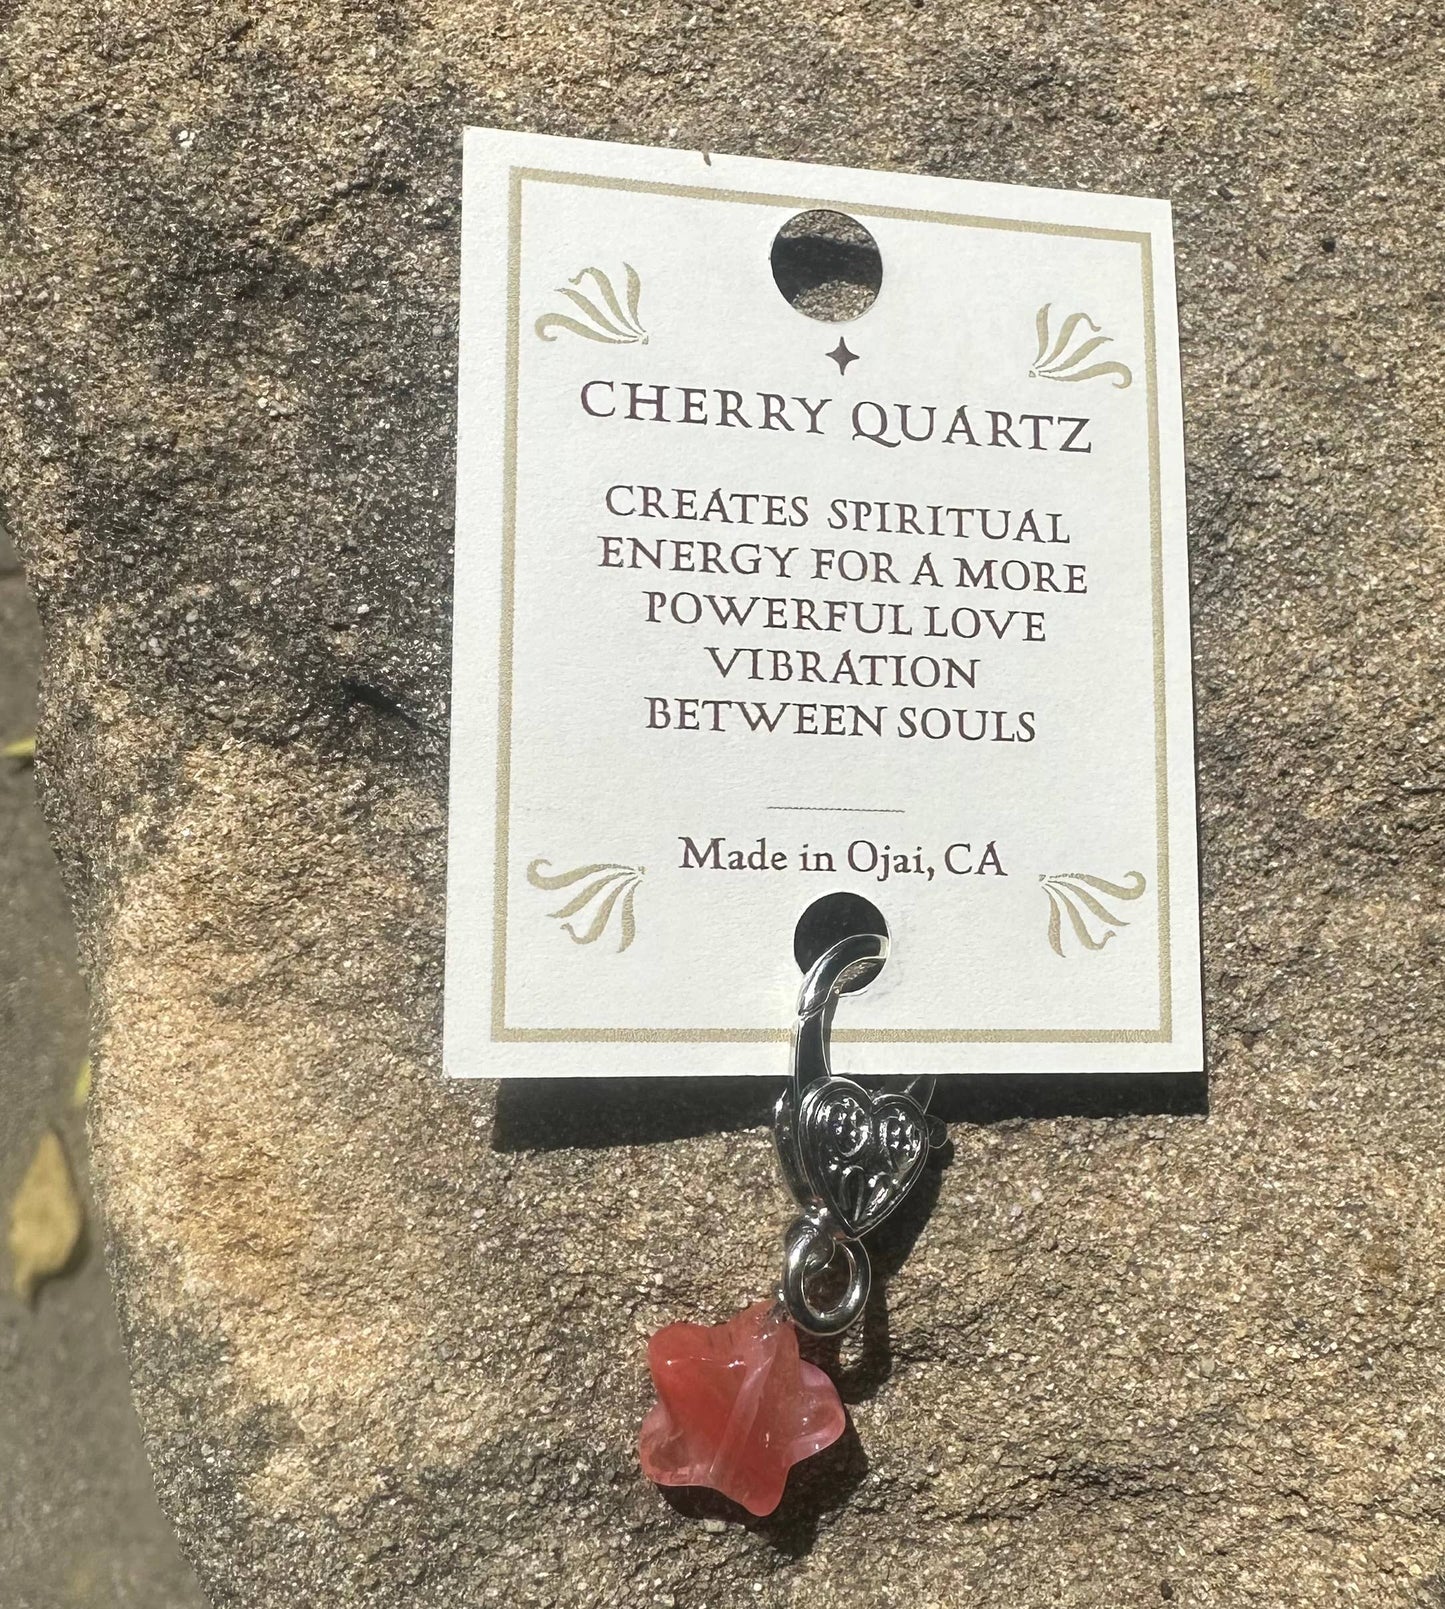 CHERRY QUARTZ
CREATES SPIRITUAL
ENERGY FOR A MORE
POWERFUL LOVE
VIBRATION
BETWEEN SOULS
Made in Ojai, CA